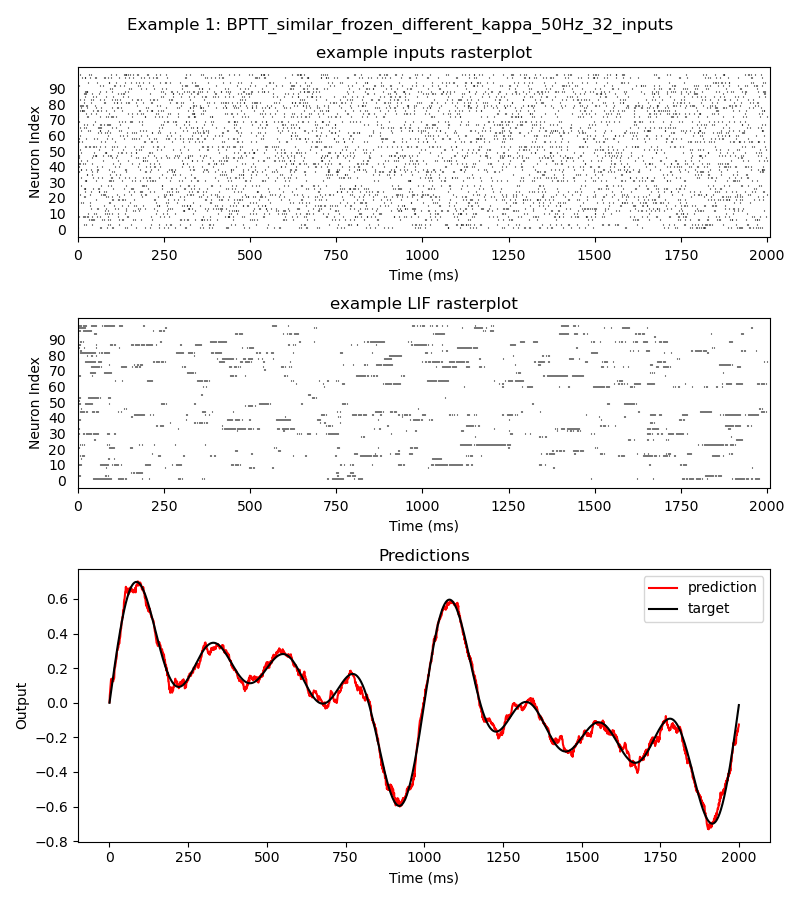 Example 1: BPTT_similar_frozen_different_kappa_50Hz_32_inputs
example inputs rasterplot
90
80
70
60
50
40
30
20
10
0
Neuron Index
0 250 500 750 1000 1250 1500 1750 2000
Time (ms)
example LIF rasterplot
90
80
70
60
50
40
30
20
10
0
Neuron Index
0 250 500 750 1000 1250 1500 1750 2000
Time (ms)
Predictions
prediction
target
0.6
0.4
0.2
0.0
−0.2
−0.4
−0.6
−0.8
Output
0 250 500 750 1000 1250 1500 1750 2000
Time (ms)